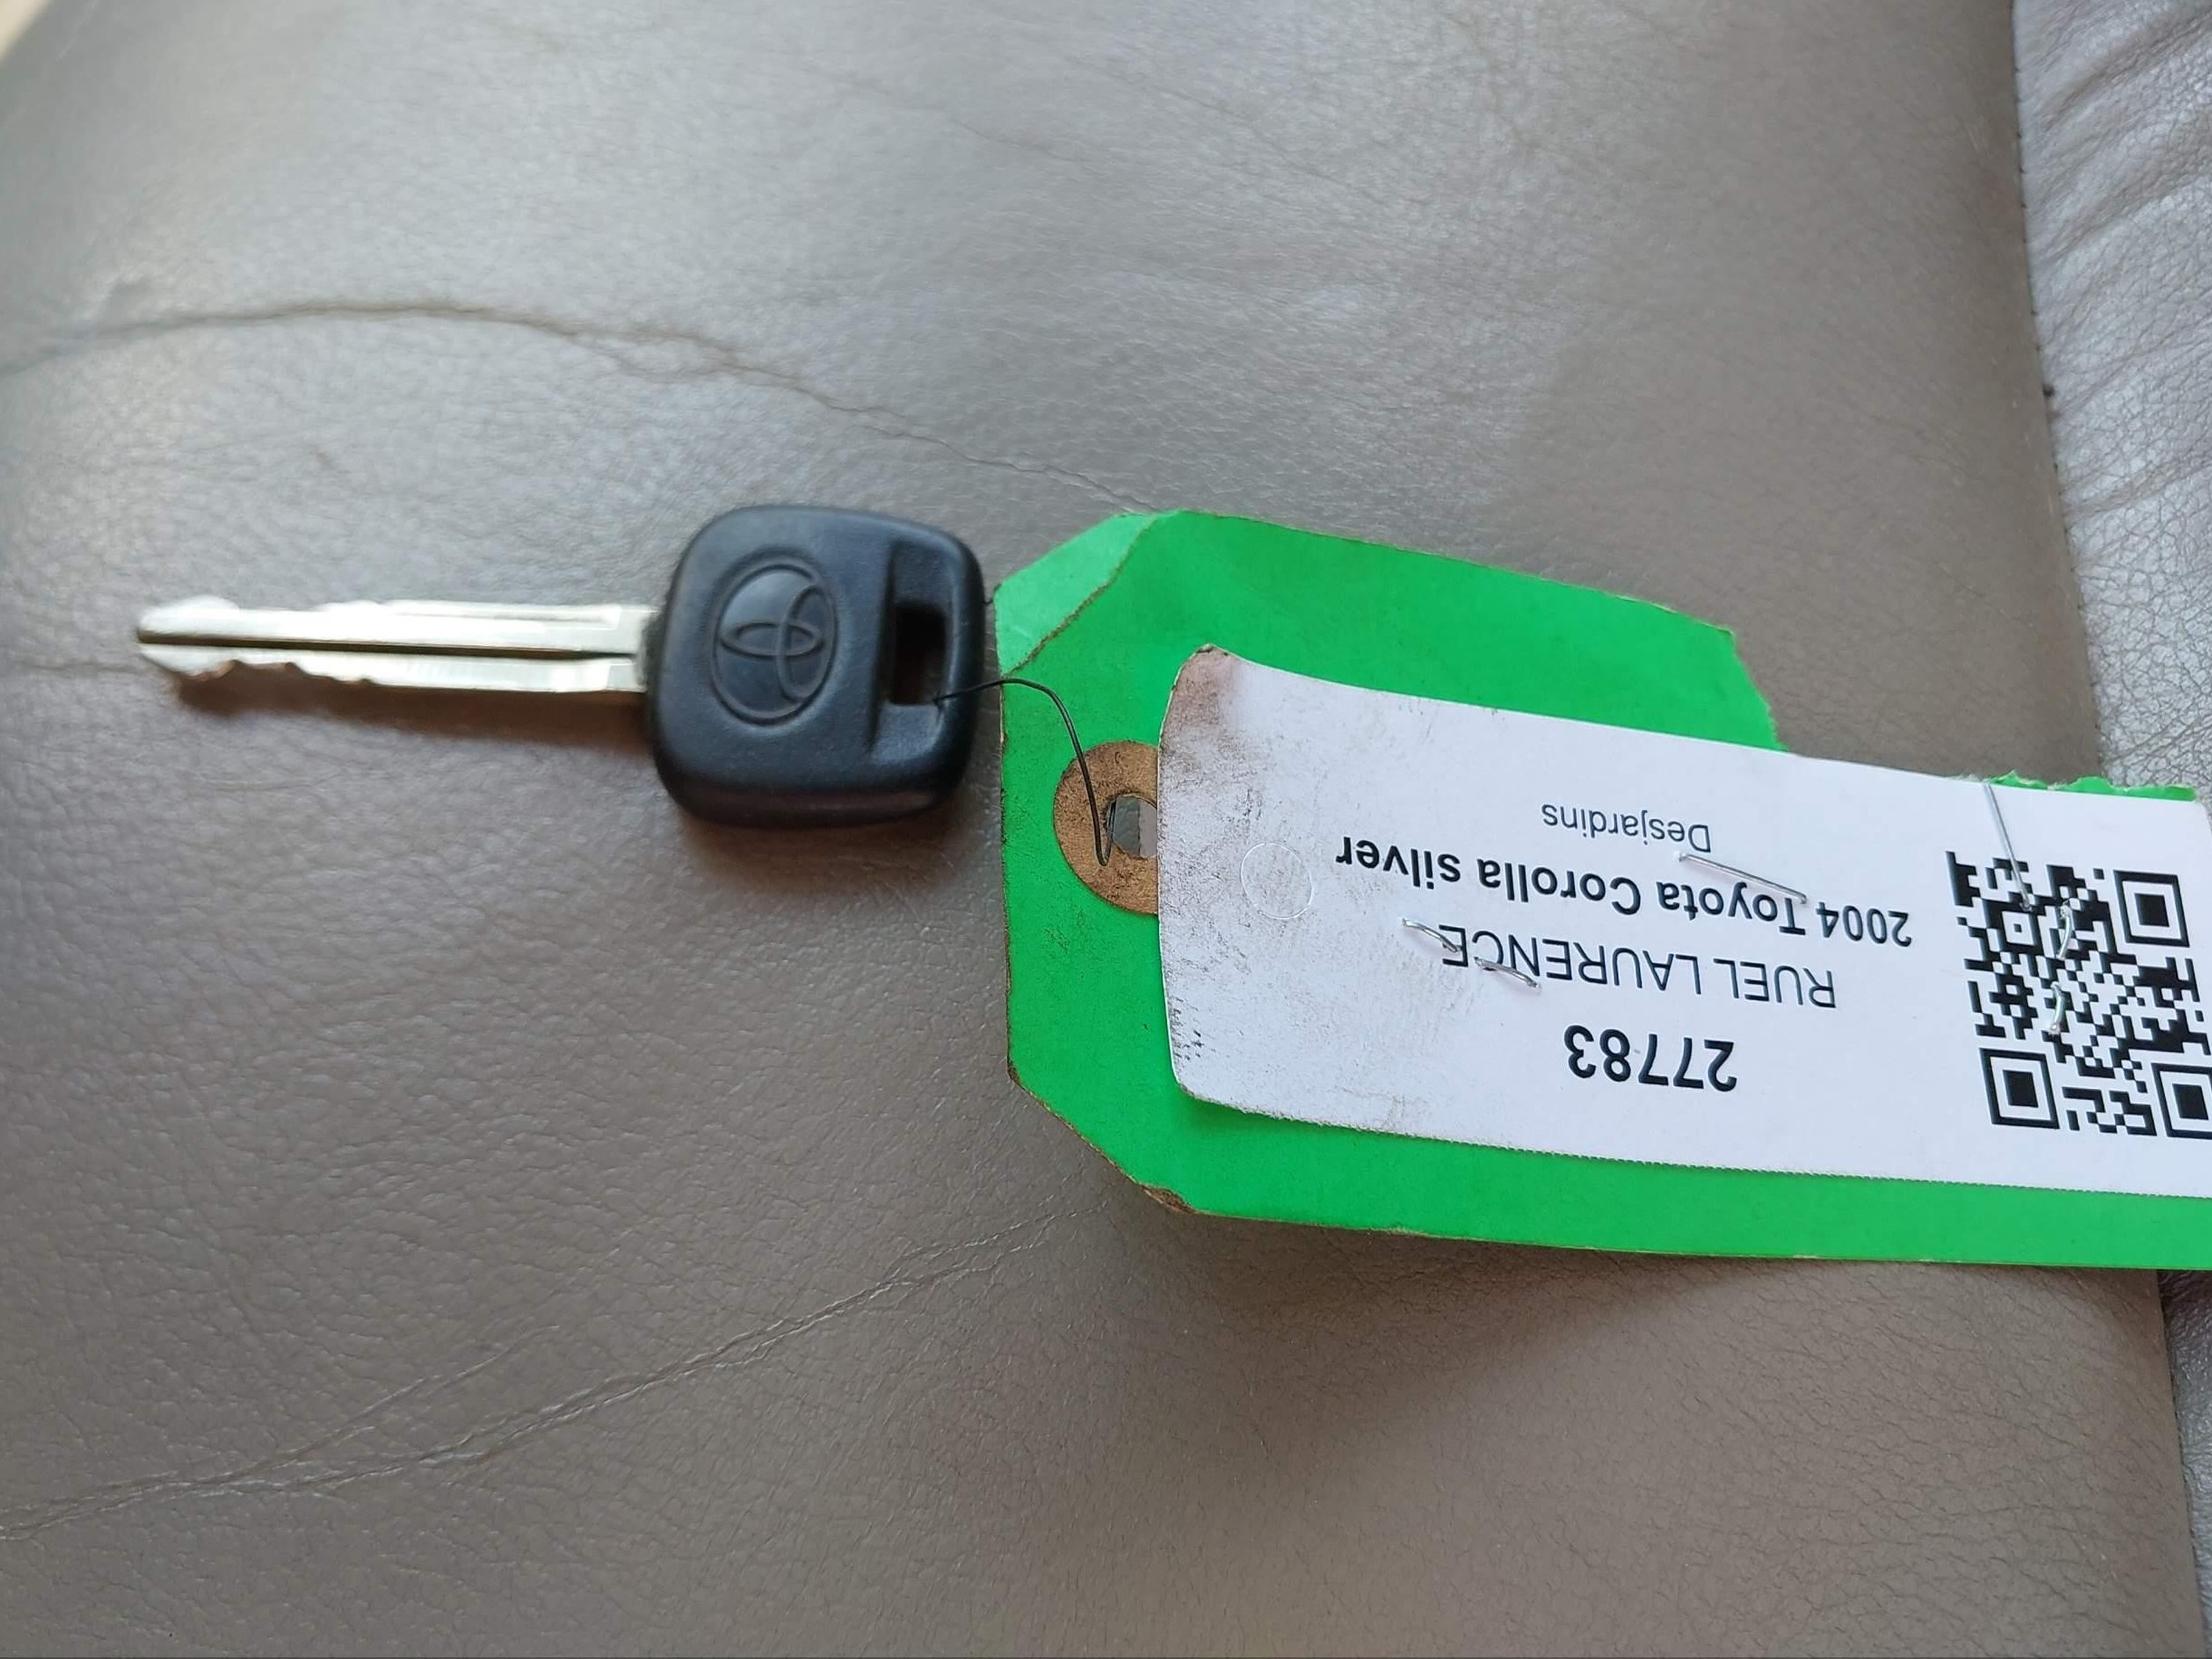 27783
RUEL LAURENCE
2004 Toyota Corolla silver
Desjardins